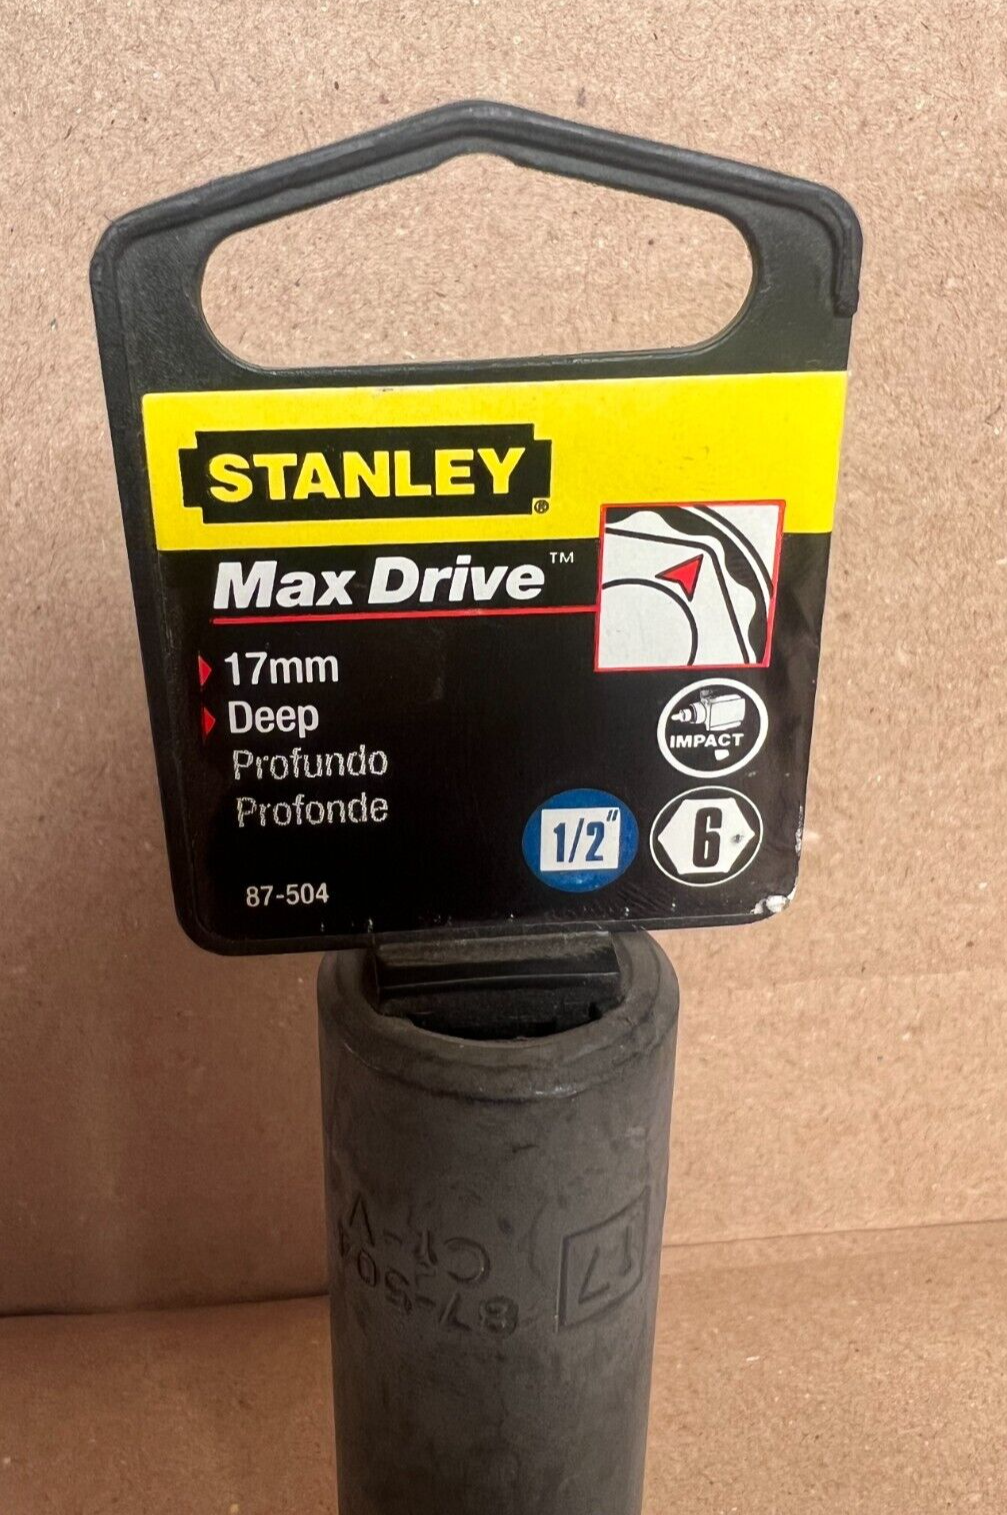 STANLEY®
Max Drive™
17mm
Deep
Profundo
Profonde
IMPACT
1/2"
6
87-504
87-504
Cr-V
17